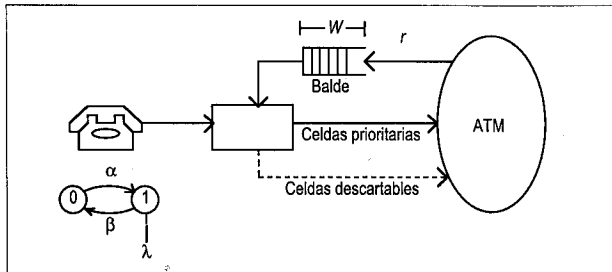 W
r
Balde
ATM
Celdas prioritarias
Celdas descartables
α
0
1
β
λ